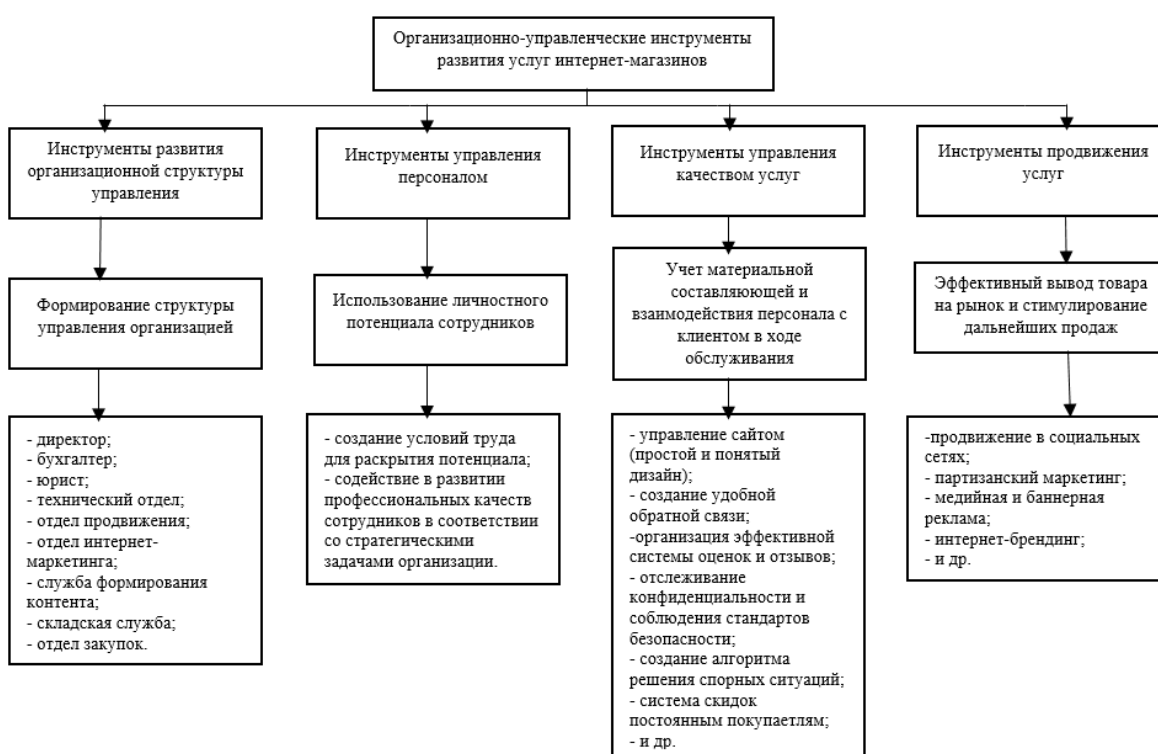 Организационно-управленческие инструменты
развития услуг интернет-магазинов
Инструменты развития
организационной структуры
управления
Инструменты управления
персоналом
Инструменты управления
качеством услуг
Инструменты продвижения
услуг
Формирование структуры
управления организацией
Использование личностного
потенциала сотрудников
Учет материальной
составляюющей и
взаимодействия персонала с
клиентом в ходе
обслуживания
Эффективный вывод товара
на рынок и стимулирование
дальнейших продаж
- директор;
- бухгалтер;
- юрист;
- технический отдел;
- отдел продвижения;
- отдел интернет-
маркетинга;
- служба формирования
контента;
- складская служба;
- отдел закупок.
- создание условий труда
для раскрытия потенциала;
- содействие в развитии
профессиональных качеств
сотрудников в соответствии
со стратегическими
задачами организации.
- управление сайтом
(простой и понятый
дизайн);
- создание удобной
обратной связи;
-организация эффективной
системы оценок и отзывов;
- отслеживание
конфиденциальности и
соблюдения стандартов
безопасности;
- создание алгоритма
решения спорных ситуаций;
- система скидок
постоянным покупаетлям;
- и др.
-продвижение в социальных
сетях;
- партизанский маркетинг;
- медийная и баннерная
реклама;
- интернет-брендинг;
- и др.